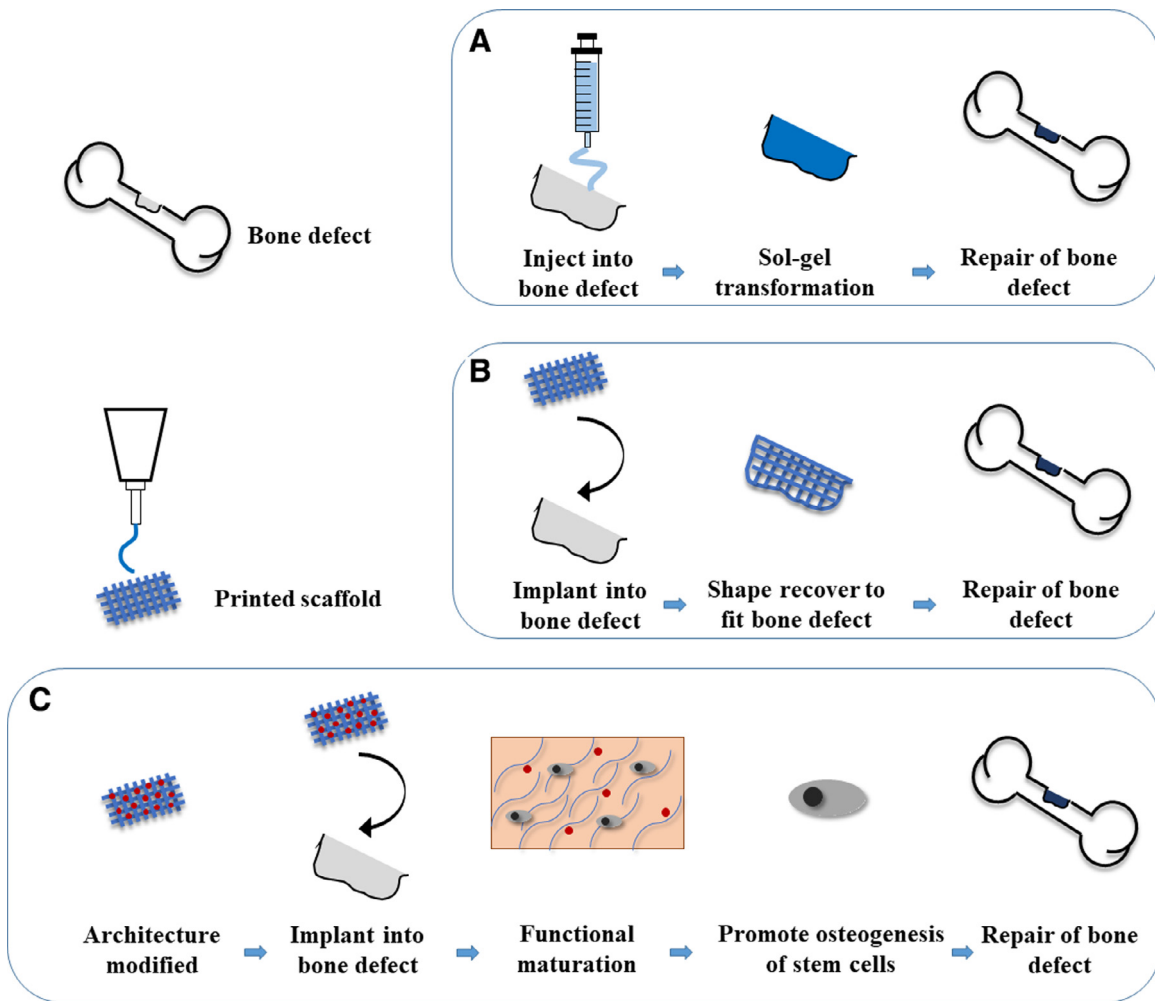 A
Bone defect
Inject into
bone defect
Sol-gel
transformation
Repair of bone
defect
B
Printed scaffold
Implant into
bone defect
Shape recover to
fit bone defect
Repair of bone
defect
C
Architecture
modified
Implant into
bone defect
Functional
maturation
Promote osteogenesis
of stem cells
Repair of bone
defect